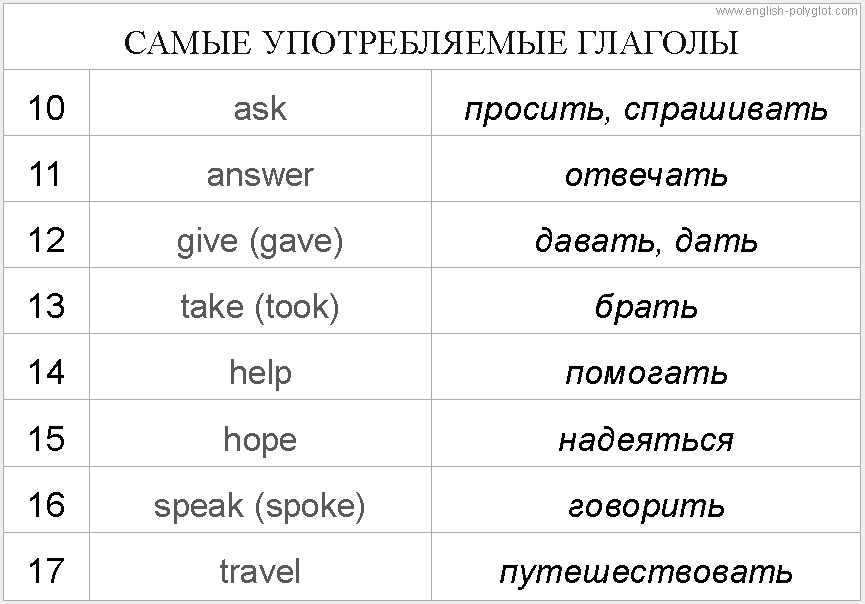 www.english-polyglot.com
САМЫЕ УПОТРЕБЛЯЕМЫЕ ГЛАГОЛЫ
10 ask просить, спрашивать
11 answer отвечать
12 give (gave) давать, дать
13 take (took) брать
14 help помогать
15 hope надеяться
16 speak (spoke) говорить
17 travel путешествовать